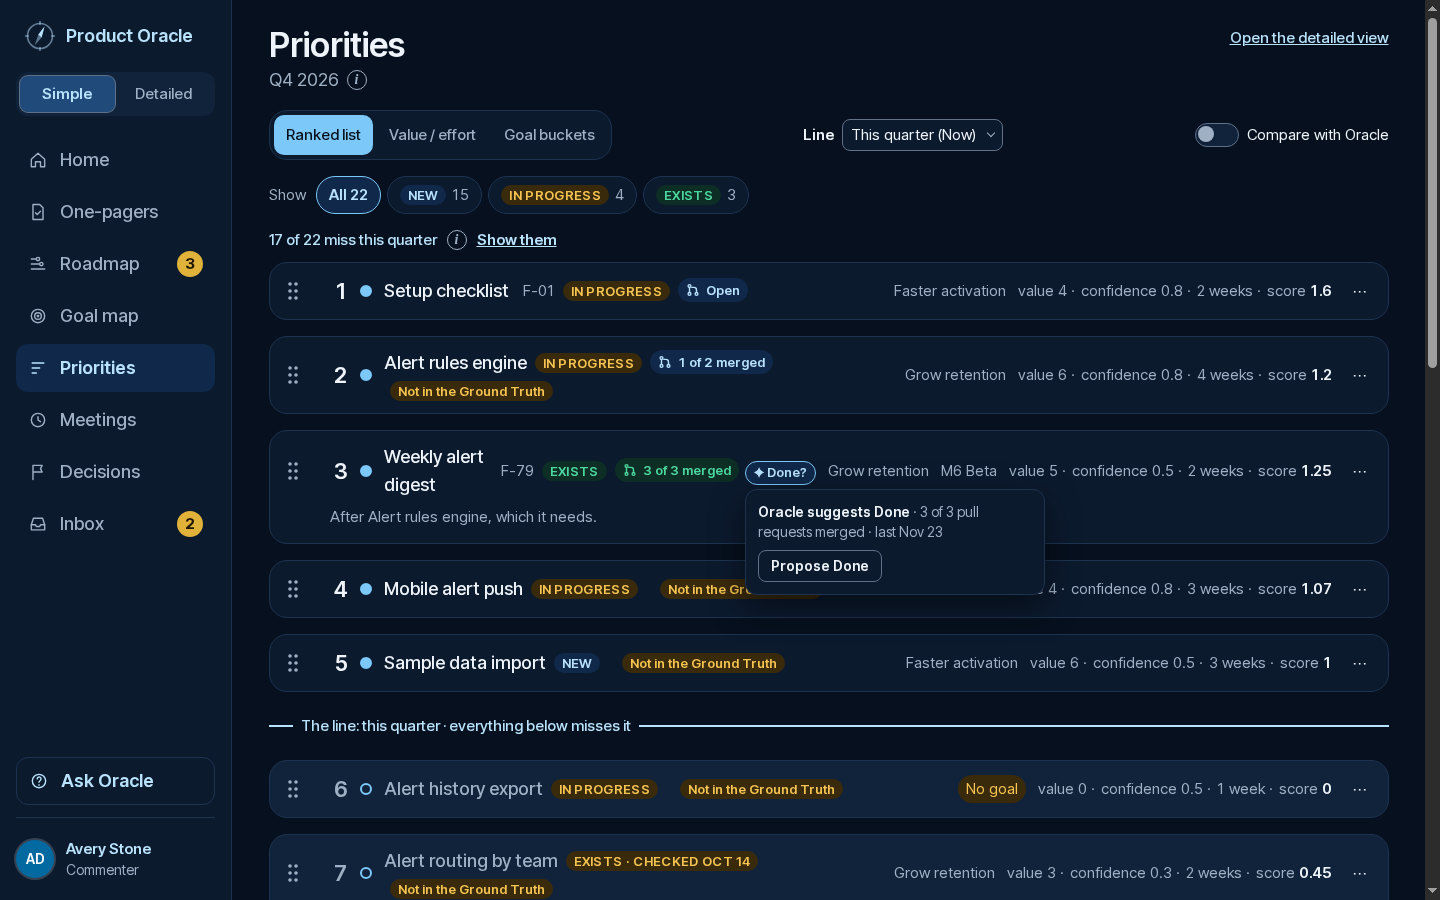 Product Oracle
Simple
Detailed
Home
One-pagers
Roadmap
3
Goal map
Priorities
Meetings
Decisions
Inbox
2
Ask Oracle
AD
Avery Stone
Commenter
Priorities
Open the detailed view
Q4 2026 i
Ranked list
Value / effort
Goal buckets
Line
This quarter (Now)
Compare with Oracle
Show
All 22
NEW 15
IN PROGRESS 4
EXISTS 3
17 of 22 miss this quarter i Show them
1 Setup checklist F-01 IN PROGRESS Open Faster activation value 4 · confidence 0.8 · 2 weeks · score 1.6 ···
2 Alert rules engine IN PROGRESS 1 of 2 merged Grow retention value 6 · confidence 0.8 · 4 weeks · score 1.2 ···
Not in the Ground Truth
3 Weekly alert digest F-79 EXISTS 3 of 3 merged Done? Grow retention M6 Beta value 5 · confidence 0.5 · 2 weeks · score 1.25 ···
After Alert rules engine, which it needs.
Oracle suggests Done · 3 of 3 pull
requests merged · last Nov 23
Propose Done
4 Mobile alert push IN PROGRESS Not in the 4 · confidence 0.8 · 3 weeks · score 1.07 ···
5 Sample data import NEW Not in the Ground Truth Faster activation value 6 · confidence 0.5 · 3 weeks · score 1 ···
The line: this quarter · everything below misses it
6 Alert history export IN PROGRESS Not in the Ground Truth No goal value 0 · confidence 0.5 · 1 week · score 0 ···
7 Alert routing by team EXISTS · CHECKED OCT 14 Grow retention value 3 · confidence 0.3 · 2 weeks · score 0.45 ···
Not in the Ground Truth